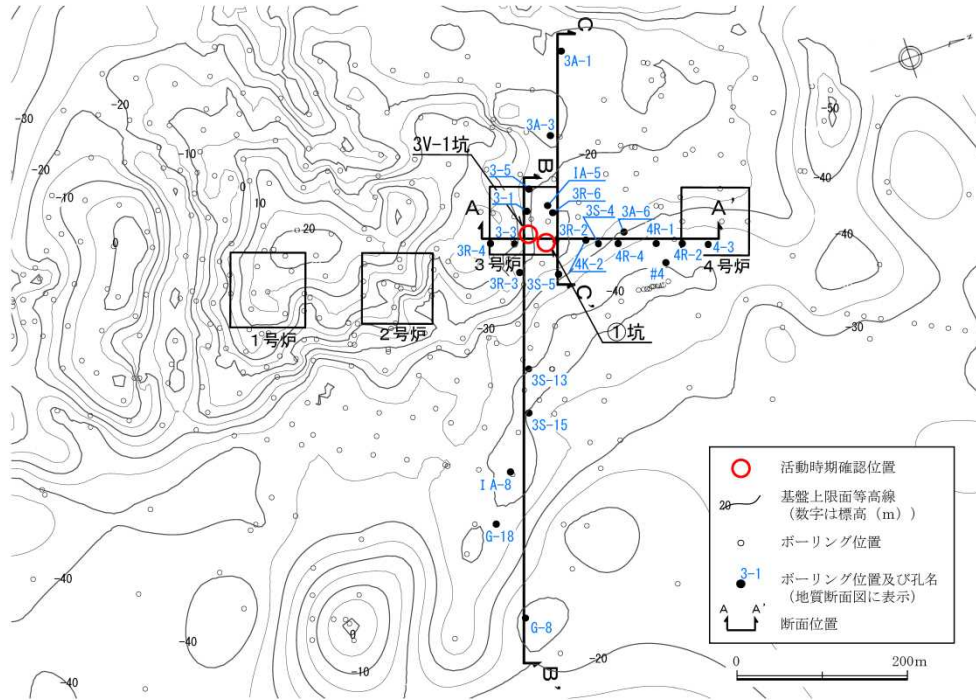 C
3A-1
-30
-20
-50
3A-3
3V-1坑
-10
-20
-20
B
3-5
IA-5
3R-6
-40
0
3-1
3S-4
3A-6
-10
A
3R-2
4R-1
A'
10
3-3
0
3R-4
3号炉
4K-2
4R-4
4R-2
4-3
-40
4号炉
#4
3R-3
3S-5
C'
-40
1号炉
2号炉
-30
①坑
-30
3S-13
3S-15
IA-8
G-18
-40
G-8
0
-40
-20
-10
-40
B'
活動時期確認位置
20
基盤上限面等高線
(数字は標高(m))
ボーリング位置
3-1
ボーリング位置及び孔名
(地質断面図に表示)
A A'
断面位置
0 200m